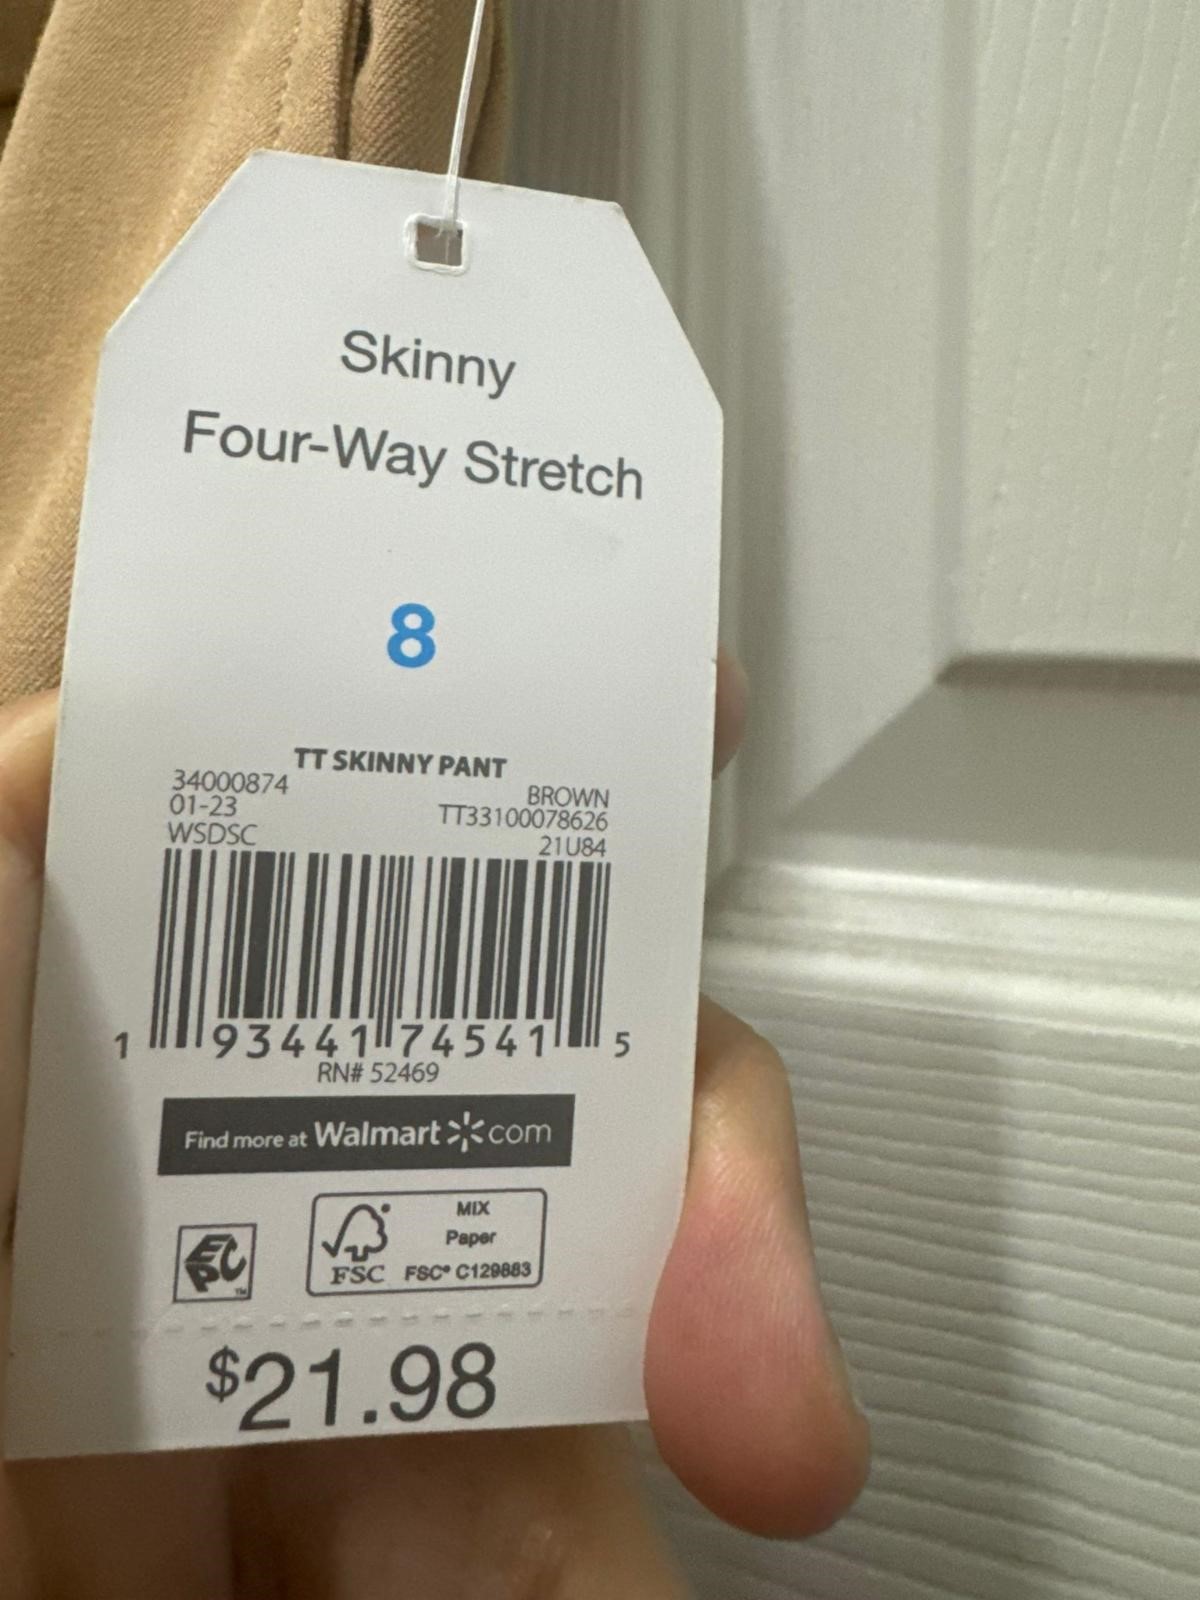 Skinny
Four-Way Stretch
8
TT SKINNY PANT
34000874
BROWN
01-23
TT33100078626
WSDSC
21U84
1 93441 74541 5
RN# 52469
Find more at Walmart com
EPC™
MIX
Paper
FSC FSC® C129883
$21.98